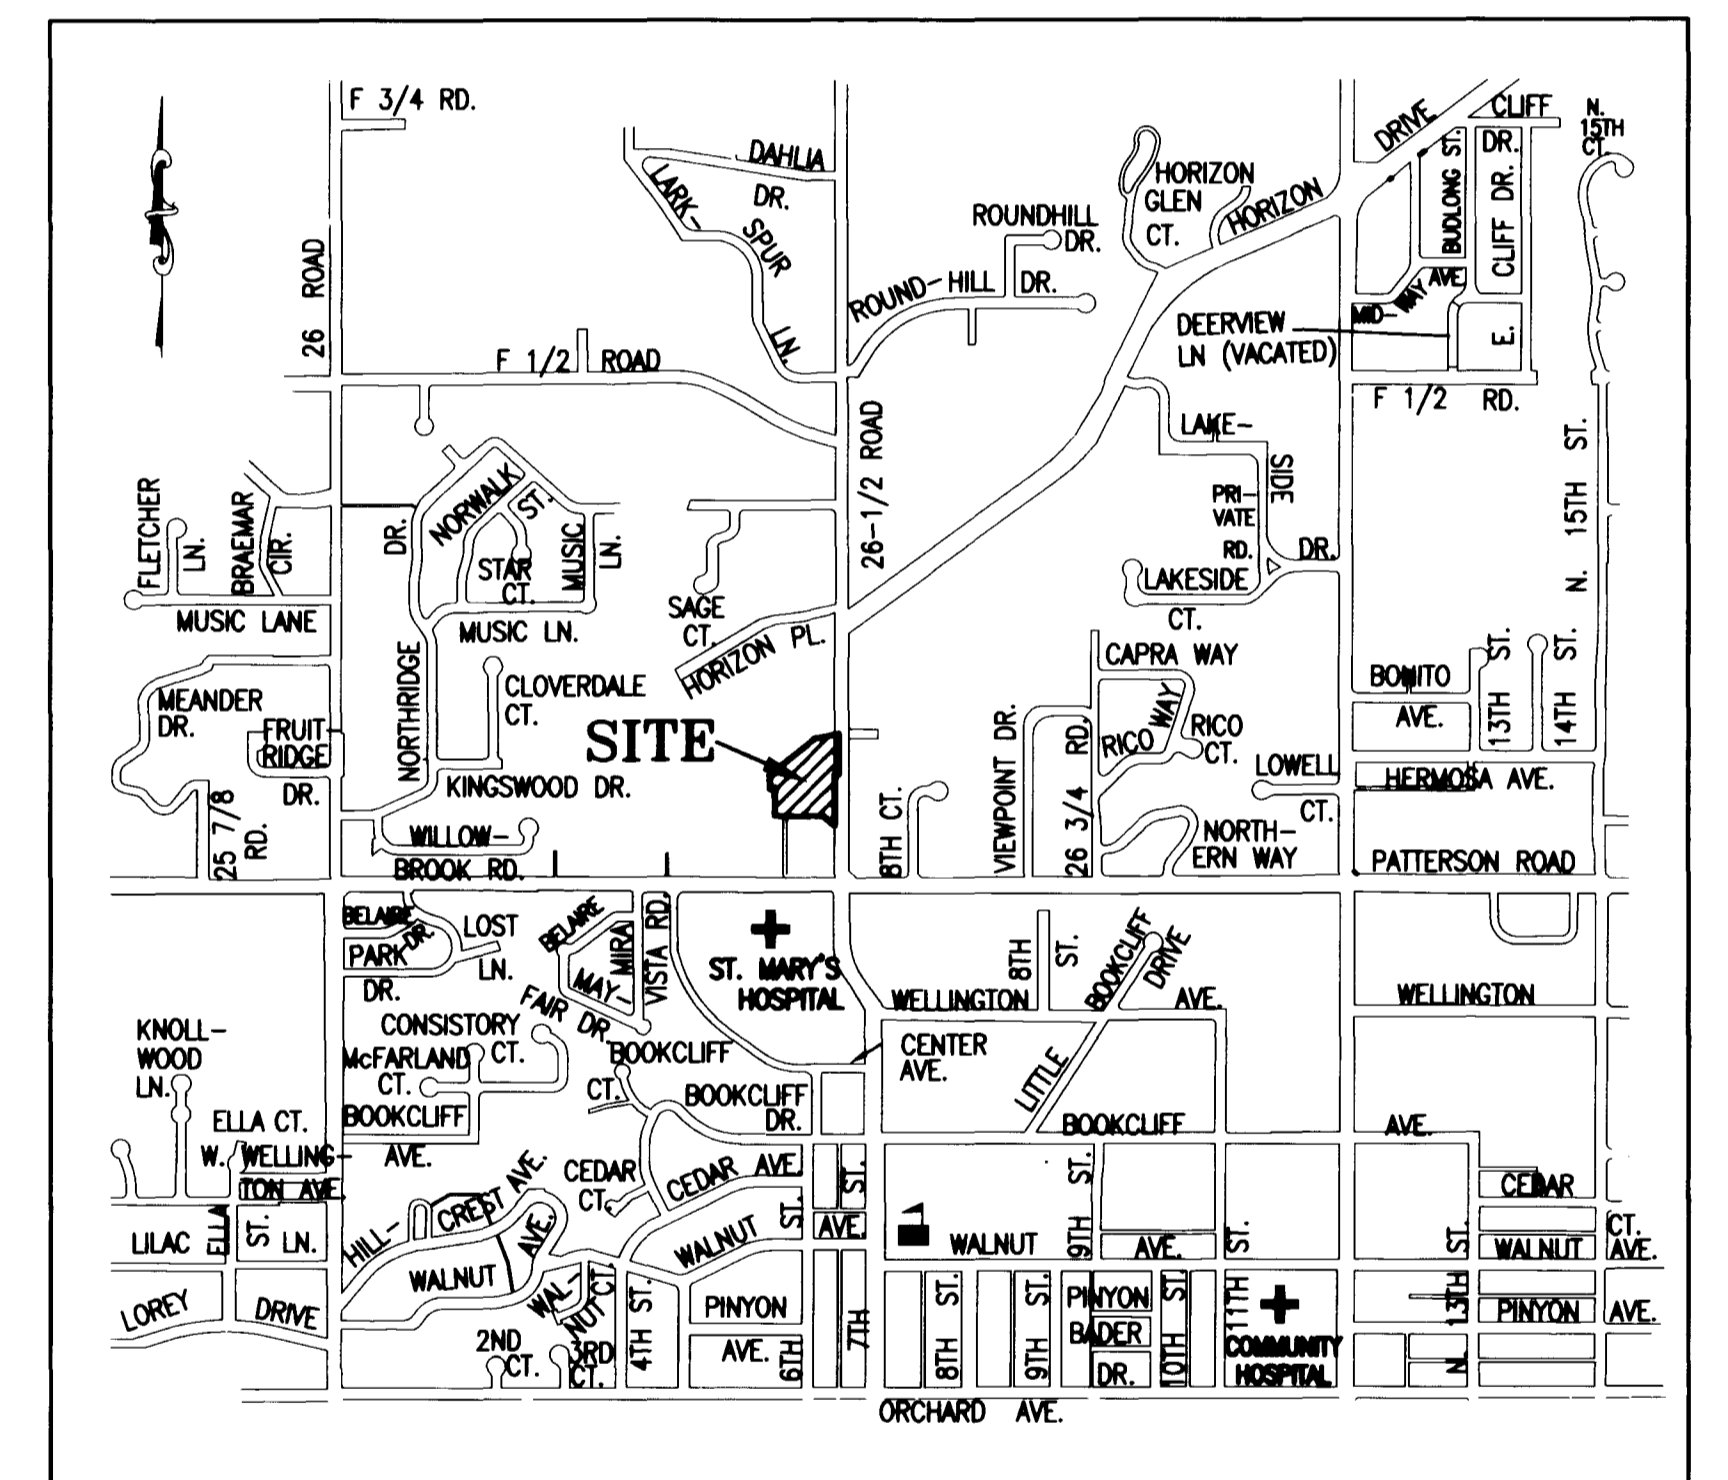 F 3/4 RD.
26 ROAD
DAHLIA
DR.
LARK-
SPUR
LN.
F 1/2 ROAD
ROUNDHILL
DR.
ROUND-HILL DR.
HORIZON
GLEN
CT.
HORIZON
DRIVE
CLIFF
DR.
N.
15TH
CT.
BUDLONG ST.
CLIFF DR.
E.
MID-
WAY
AVE
DEERVIEW
LN (VACATED)
F 1/2 RD.
26-1/2 ROAD
LAKE-
SIDE
DR.
PRI-
VATE
RD.
LAKESIDE
CT.
N. 15TH ST.
FLETCHER
LN.
BRAEMAR
CIR.
MUSIC LANE
NORTHRIDGE
DR.
NORWALK
ST.
STAR
CT.
MUSIC
LN.
MUSIC LN.
SAGE
CT.
HORIZON PL.
CLOVERDALE
CT.
SITE
MEANDER
DR.
FRUIT
RIDGE
DR.
25 7/8
RD.
KINGSWOOD DR.
WILLOW-
BROOK RD.
8TH CT.
VIEWPOINT DR.
26 3/4 RD.
CAPRA WAY
RICO WAY
RICO
CT.
LOWELL
CT.
NORTH-
ERN WAY
BONITO
AVE.
13TH ST.
14TH ST.
HERMOSA AVE.
PATTERSON ROAD
BELAIRE
DR.
PARK
DR.
LOST
LN.
BELAIRE
MIRA
VISTA RD.
MAY-
FAIR DR.
ST. MARY'S
HOSPITAL
8TH
ST.
BOOKCLIFF
DRIVE
WELLINGTON AVE.
WELLINGTON
CENTER
AVE.
LITTLE
KNOLL-
WOOD
LN.
CONSISTORY
CT.
McFARLAND
CT.
BOOKCLIFF
AVE.
BOOKCLIFF
CT.
BOOKCLIFF
DR.
BOOKCLIFF AVE.
ELLA CT.
W. WELLING-
TON AVE.
CEDAR
CT.
CEDAR AVE.
HILL-
CREST AVE.
LILAC LN.
ELLA
ST.
WALNUT
AVE.
WALNUT
AVE.
WALNUT
AVE.
CEDAR
CT.
WALNUT AVE.
LOREY DRIVE
WAL-
NUT
CT.
2ND
CT.
3RD
CT.
4TH ST.
PINYON
AVE.
6TH
ST.
7TH
ST.
8TH ST.
9TH ST.
9TH ST.
PINYON
BADER
DR.
10TH ST.
11TH
ST.
COMMUNITY
HOSPITAL
N. 13TH ST.
PINYON AVE.
ORCHARD AVE.